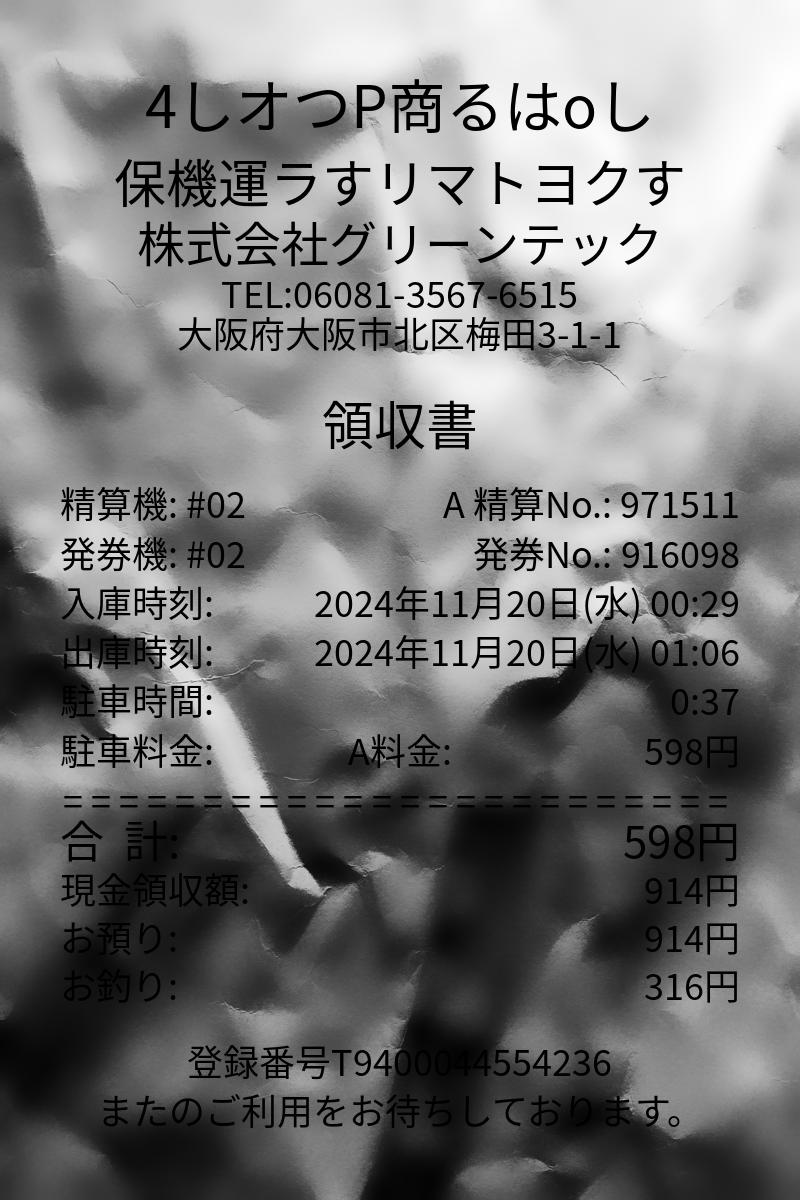 4しオつP商るはoし
保機運ラすリマトヨクす
株式会社グリーンテック
TEL:06081-3567-6515
大阪府大阪市北区梅田3-1-1
領収書
精算機: #02 A 精算No.: 971511
発券機: #02 発券No.: 916098
入庫時刻: 2024年11月20日(水) 00:29
出庫時刻: 2024年11月20日(水) 01:06
駐車時間: 0:37
駐車料金: A料金: 598円
========================
合 計: 598円
現金領収額: 914円
お預り: 914円
お釣り: 316円
登録番号T9400044554236
またのご利用をお待ちしております。